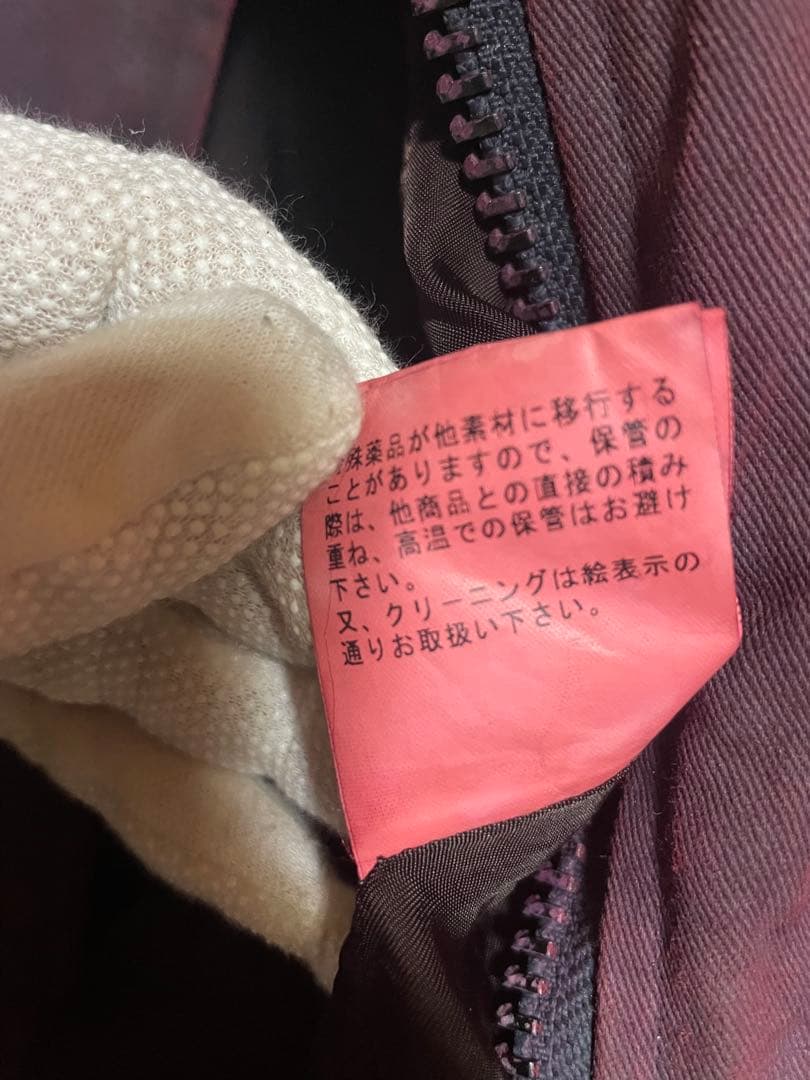 殊薬品が他素材に移行する
ことがありますので、保管の
際は、他商品との直接の積み
重ね、高温での保管はお避け
下さい。
又、クリーニングは絵表示の
通りお取扱い下さい。